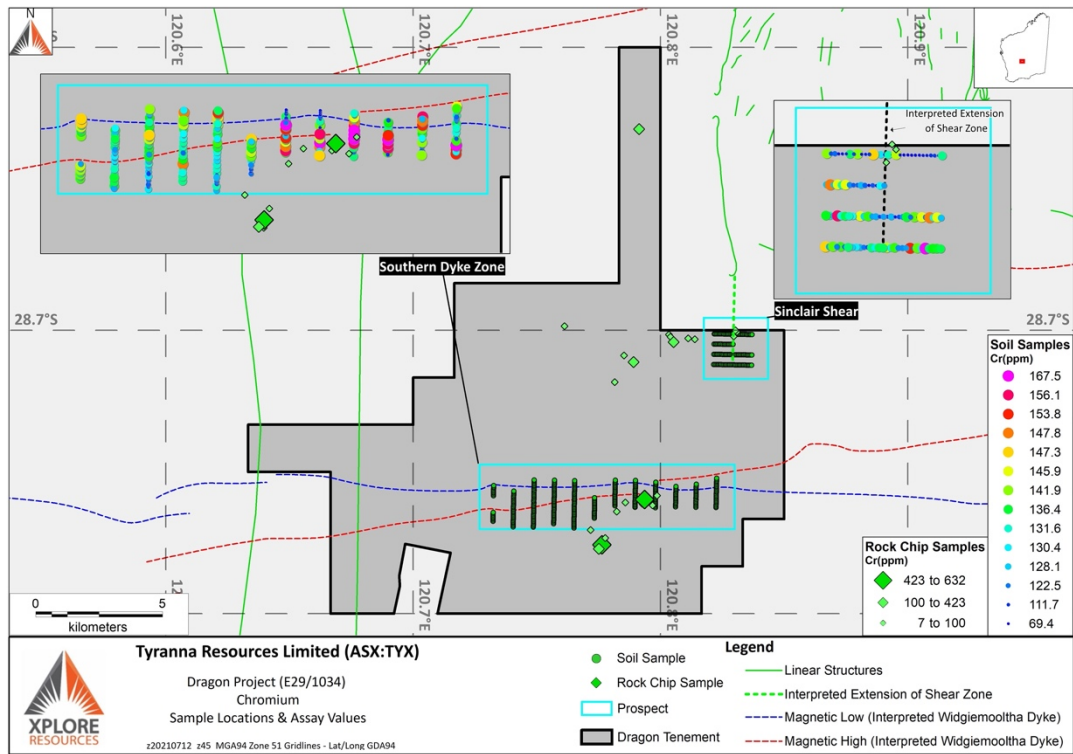 N
120.6°E
120.7°E
120.8°E
120.9°E
Interpreted Extension
of Shear Zone
Southern Dyke Zone
Sinclair Shear
28.7°S
28.7°S
Soil Samples
Cr(ppm)
167.5
156.1
153.8
147.8
147.3
145.9
141.9
136.4
131.6
130.4
128.1
122.5
111.7
69.4
Rock Chip Samples
Cr(ppm)
423 to 632
100 to 423
7 to 100
0 5
kilometers
120.7°E
120.8°E
XPLORE
RESOURCES
Tyranna Resources Limited (ASX:TYX)
Dragon Project (E29/1034)
Chromium
Sample Locations & Assay Values
z20210712 z45 MGA94 Zone 51 Gridlines - Lat/Long GDA94
Legend
Soil Sample
Rock Chip Sample
Prospect
Dragon Tenement
Linear Structures
Interpreted Extension of Shear Zone
Magnetic Low (Interpreted Widgiemooltha Dyke)
Magnetic High (Interpreted Widgiemooltha Dyke)